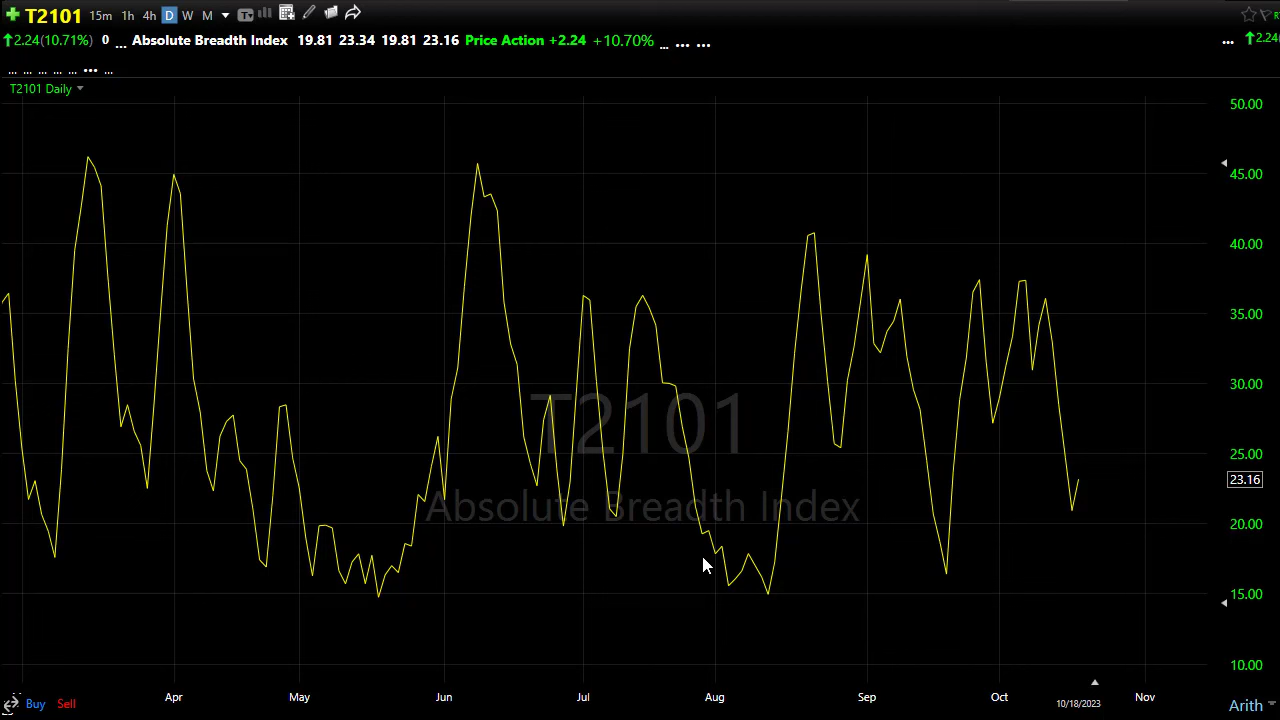 T2101 15m 1h 4h D W M
2.24(10.71%) 0 ... Absolute Breadth Index 19.81 23.34 19.81 23.16 Price Action +2.24 +10.70% ... ... ... ... 2.24(
... ... ... ... ... ... ...
T2101 Daily
50.00
45.00
40.00
35.00
30.00
25.00
23.16
20.00
15.00
10.00
T2101
Absolute Breadth Index
Apr May Jun Jul Aug Sep Oct Nov
10/18/2023
Buy Sell
Arith